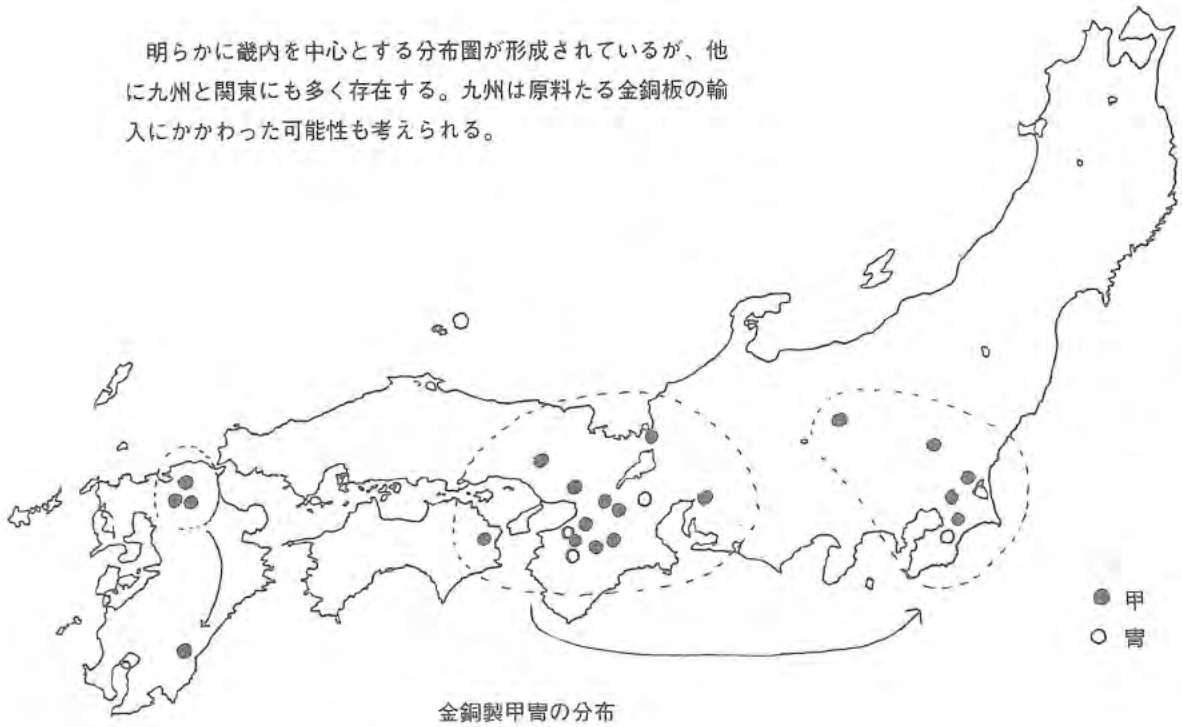 明らかに畿内を中心とする分布圏が形成されているが、他
に九州と関東にも多く存在する。九州は原料たる金銅板の輸
入にかかわった可能性も考えられる。
甲
冑
金銅製甲冑の分布